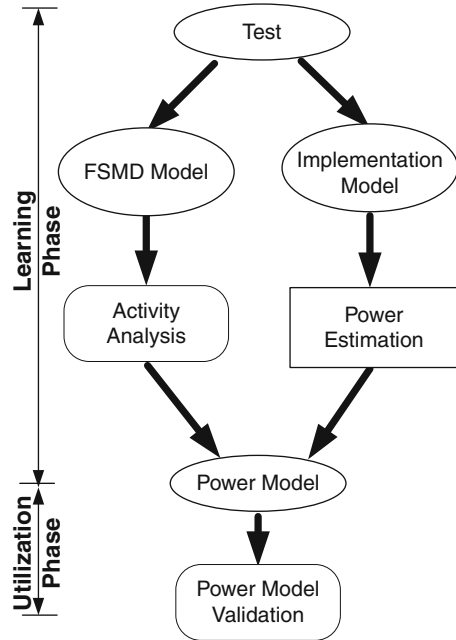 Test
FSMD Model
Implementation
Model
Learning
Phase
Activity
Analysis
Power
Estimation
Power Model
Utilization
Phase
Power Model
Validation